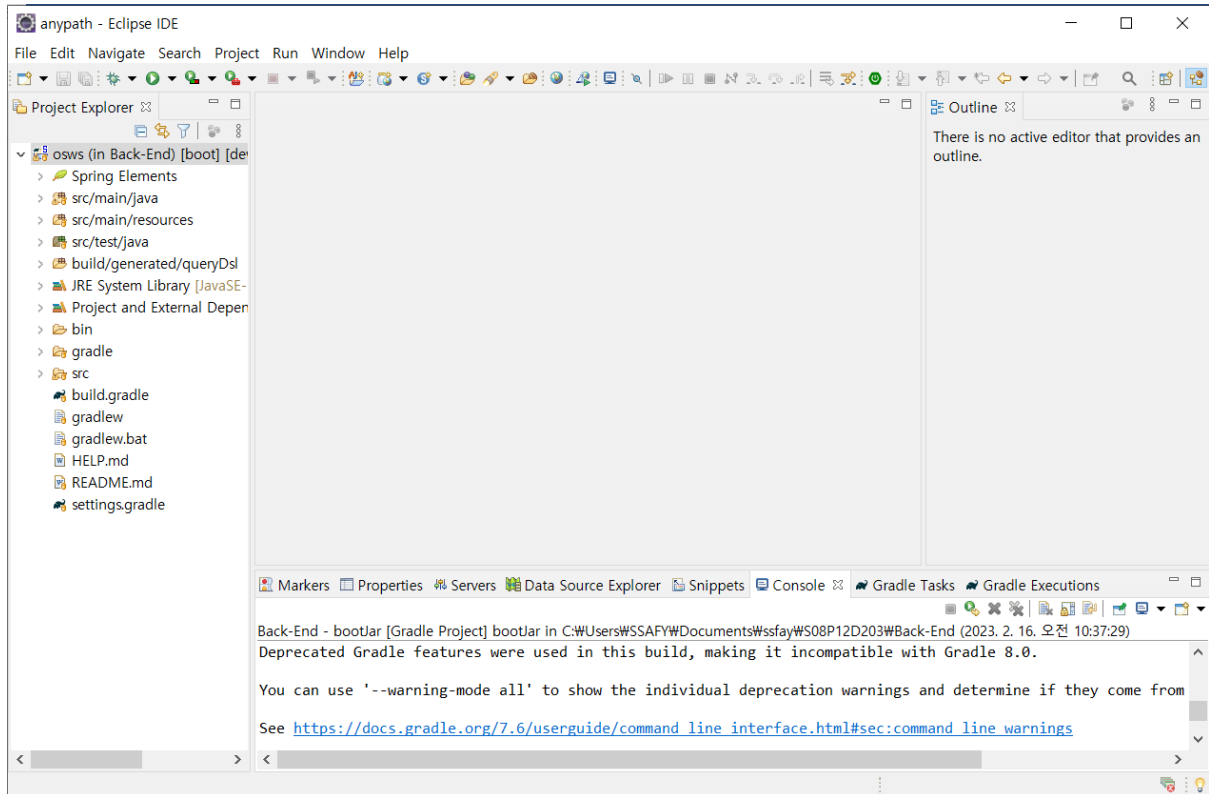 anypath - Eclipse IDE
File Edit Navigate Search Project Run Window Help
Project Explorer
osws (in Back-End) [boot] [de
Spring Elements
src/main/java
src/main/resources
src/test/java
build/generated/queryDsl
JRE System Library [JavaSE-
Project and External Depen
bin
gradle
src
build.gradle
gradlew
gradlew.bat
HELP.md
README.md
settings.gradle
Outline
There is no active editor that provides an
outline.
Markers Properties Servers Data Source Explorer Snippets Console Gradle Tasks Gradle Executions
Back-End - bootJar [Gradle Project] bootJar in C:₩Users₩SSAFY₩Documents₩ssfay₩S08P12D203₩Back-End (2023. 2. 16. 오전 10:37:29)
Deprecated Gradle features were used in this build, making it incompatible with Gradle 8.0.
You can use '--warning-mode all' to show the individual deprecation warnings and determine if they come from
See https://docs.gradle.org/7.6/userguide/command_line_interface.html#sec:command_line_warnings